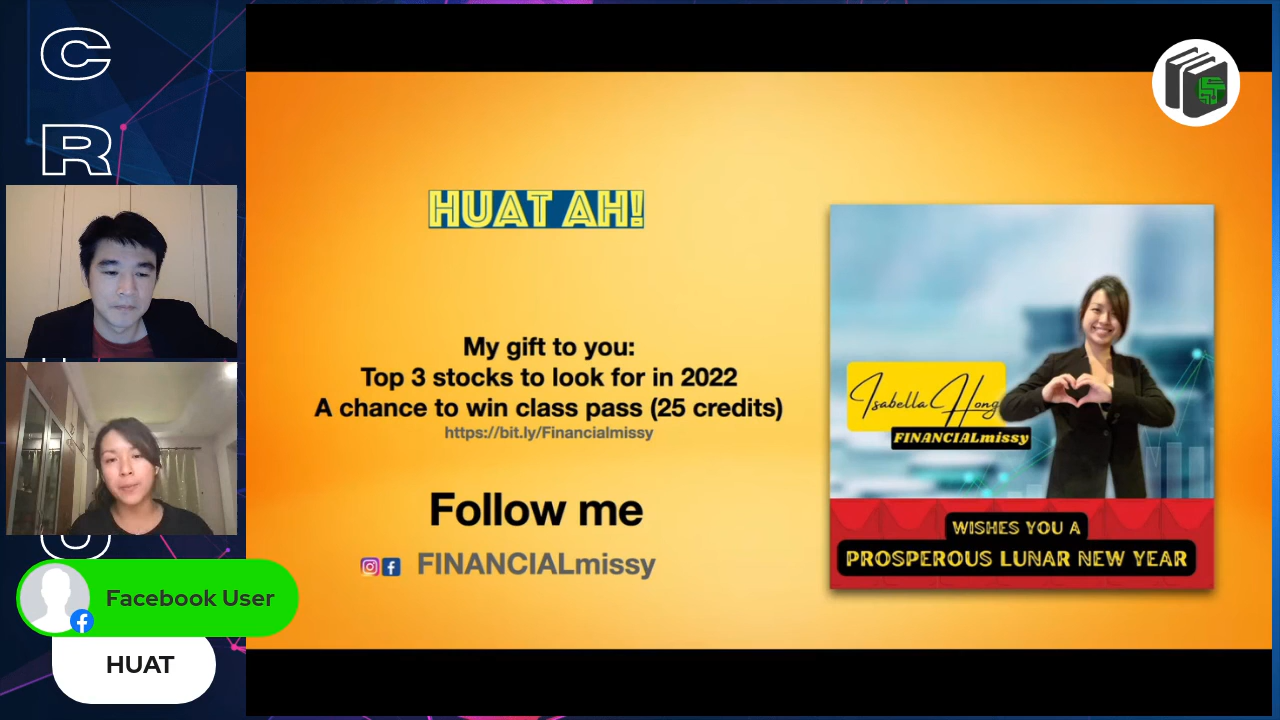 C
R
U
Facebook User
HUAT
HUAT AH!
My gift to you:
Top 3 stocks to look for in 2022
A chance to win class pass (25 credits)
https://bit.ly/Financialmissy
Follow me
FINANCIALmissy
Isabella Hong
FINANCIALmissy
WISHES YOU A
PROSPEROUS LUNAR NEW YEAR